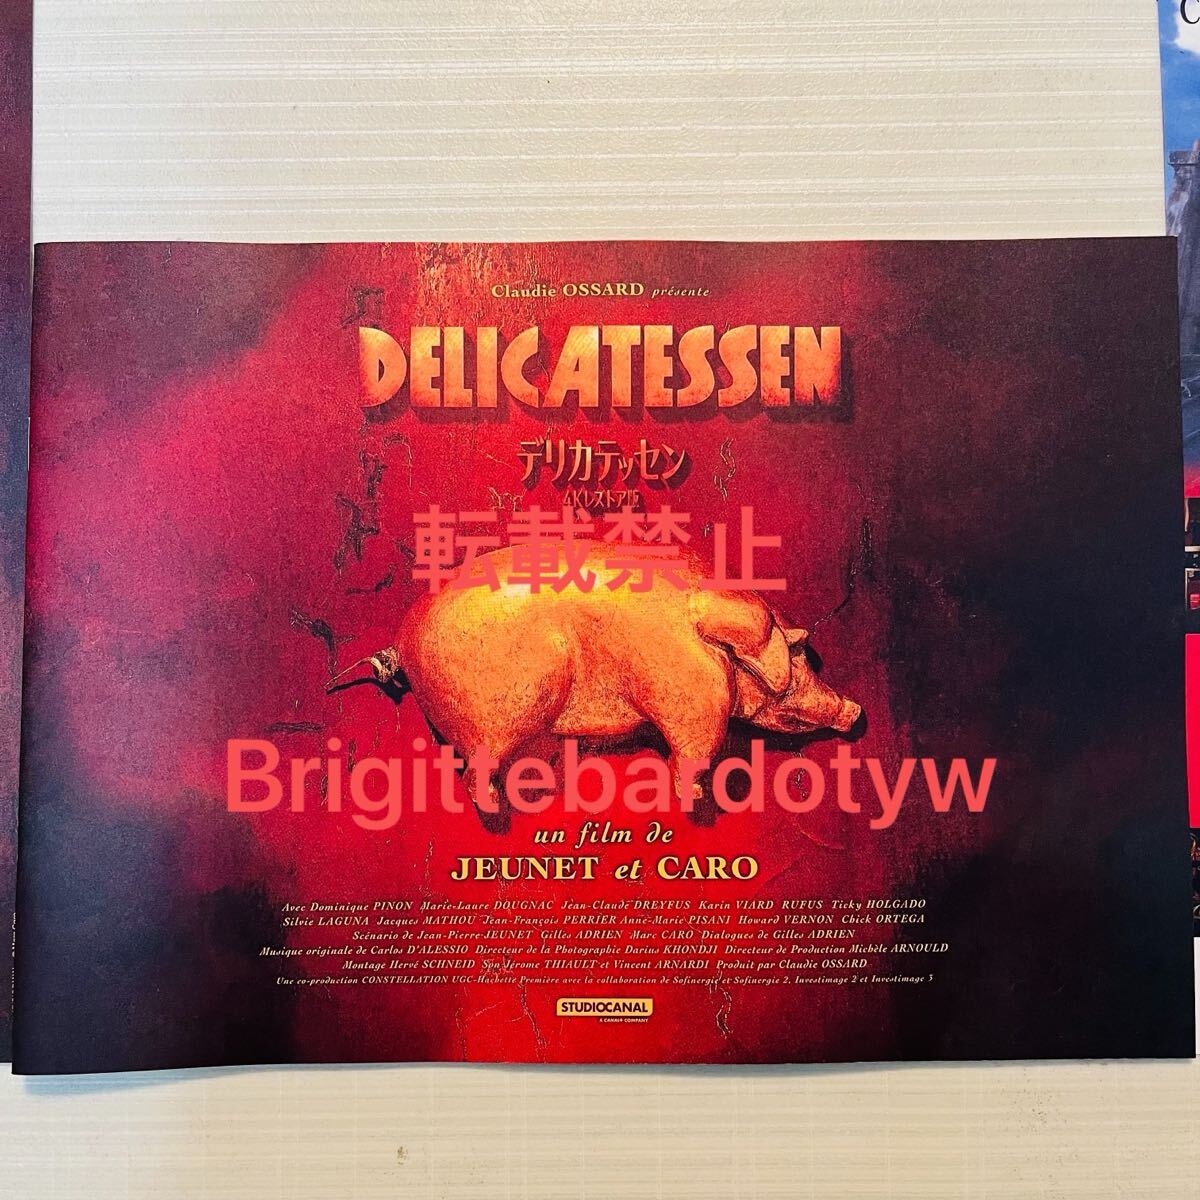 C
Claudie OSSARD présente
DELICATESSEN
デリカテッセン
4Kレストア版
転載禁止
Brigittebardotyw
un film de
JEUNET et CARO
Avec Dominique PINON Marie-Laure DOUGNAC Jean-Claude DREYFUS Karin VIARD RUFUS Ticky HOLGADO
Silvie LAGUNA Jacques MATHOU Jean-François PERRIER Anne-Marie PISANI Howard VERNON Chick ORTEGA
Scénario de Jean-Pierre JEUNET Gilles ADRIEN Marc CARO Dialogues de Gilles ADRIEN
Musique originale de Carlos D'ALESSIO Directeur de la Photographie Darius KHONDJI Directeur de Production Michèle ARNOULD
Montage Hervé SCHNEID Son Jérome THIAULT et Vincent ARNARDI Produit par Claudie OSSARD
Une co-production CONSTELLATION UGC-Hachette Première avec la collaboration de Sofinergie et Sofinergie 2, Investimage 2 et Investimage 3
STUDIOCANAL
A CANAL+ COMPANY